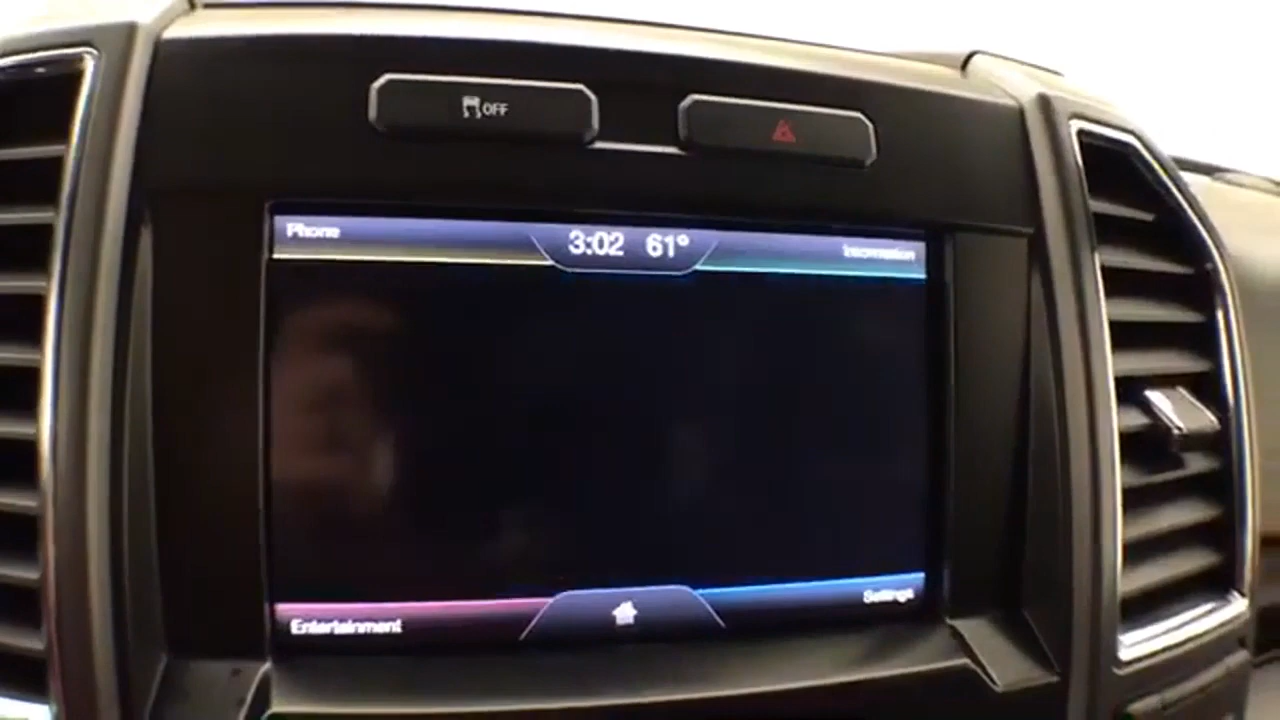 OFF
Phone
3:02 61°
Information
Entertainment
Settings